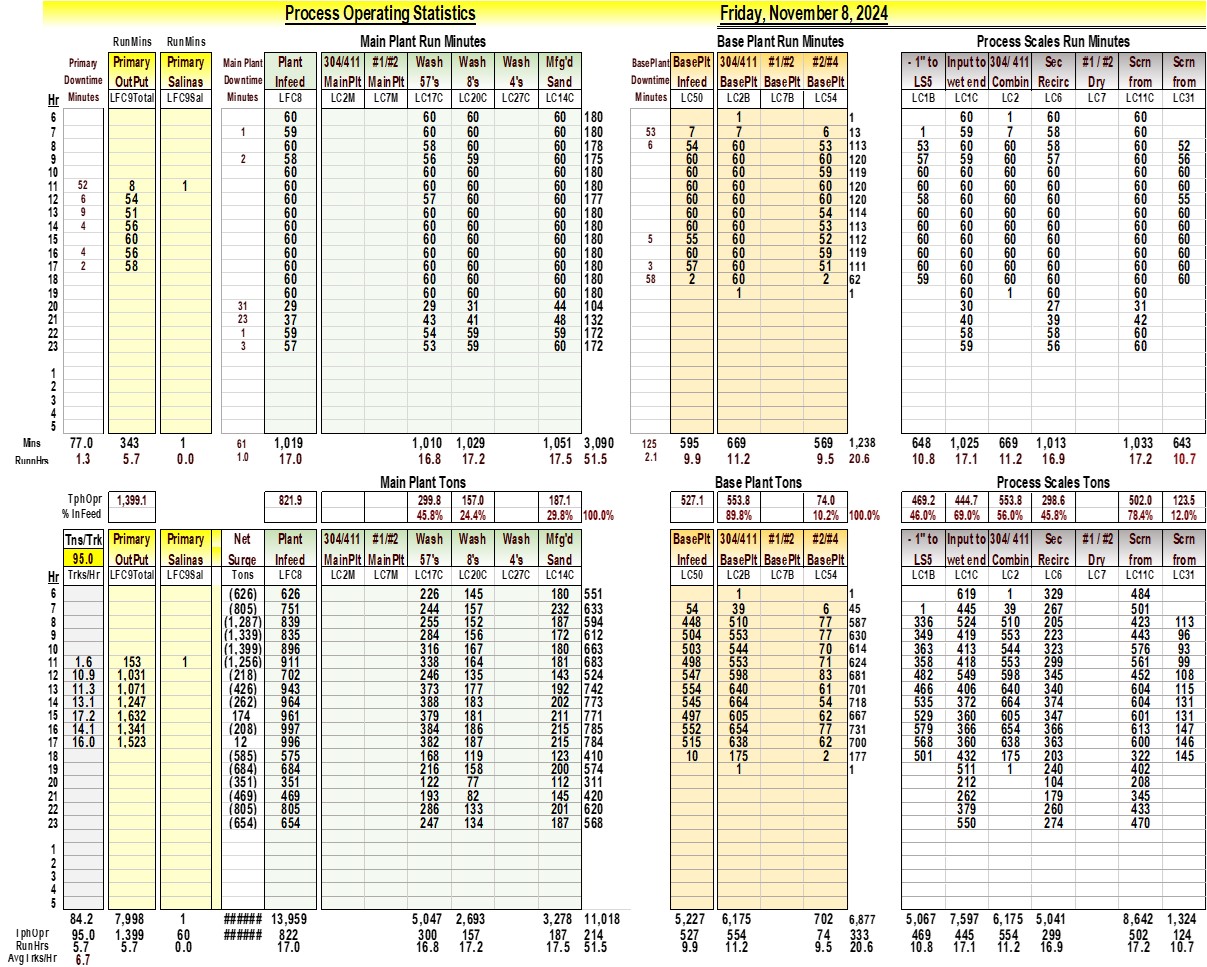 Process Operating Statistics Friday, November 8, 2024
RunMins RunMins Main Plant Run Minutes Base Plant Run Minutes Process Scales Run Minutes
Primary Primary Primary Main Plant Plant 304/411 #1/#2 Wash Wash Wash Mfg'd BasePlant BasePlt 304/411 #1/#2 #2/#4 - 1" to Input to 304/ 411 Sec #1 / #2 Scrn Scrn
Downtime OutPut Salinas Downtime Infeed MainPlt MainPlt 57's 8's 4's Sand Downtime Infeed BasePlt BasePlt BasePlt LS5 wet end Combin Recirc Dry from from
Hr Minutes LFC9Total LFC9Sal Minutes LFC8 LC2M LC7M LC17C LC20C LC27C LC14C Minutes LC50 LC2B LC7B LC54 LC1B LC1C LC2 LC6 LC7 LC11C LC31
6 60 60 60 60 180 1 1 60 1 60 60
7 1 59 60 60 60 180 53 7 7 6 13 1 59 7 58 60
8 60 58 60 60 178 6 54 60 53 113 53 60 60 58 60 52
9 2 58 56 59 60 175 60 60 60 120 57 59 60 57 60 56
10 60 60 60 60 180 60 60 59 119 60 60 60 60 60 60
11 52 8 1 60 60 60 60 180 60 60 60 120 60 60 60 60 60 60
12 6 54 60 57 60 60 177 60 60 60 120 58 60 60 60 60 55
13 9 51 60 60 60 60 180 60 60 54 114 60 60 60 60 60 60
14 4 56 60 60 60 60 180 60 60 53 113 60 60 60 60 60 60
15 60 60 60 60 60 180 5 55 60 52 112 60 60 60 60 60 60
16 4 56 60 60 60 60 180 60 60 59 119 60 60 60 60 60 60
17 2 58 60 60 60 60 180 3 57 60 51 111 60 60 60 60 60 60
18 60 60 60 60 180 58 2 60 2 62 59 60 60 60 60 60
19 60 60 60 60 180 1 1 60 1 60 60
20 31 29 29 31 44 104 30 27 31
21 23 37 43 41 48 132 40 39 42
22 1 59 54 59 59 172 58 58 60
23 3 57 53 59 60 172 59 56 60
1
2
3
4
5
Mins 77.0 343 1 61 1,019 1,010 1,029 1,051 3,090 125 595 669 569 1,238 648 1,025 669 1,013 1,033 643
RunnHrs 1.3 5.7 0.0 1.0 17.0 16.8 17.2 17.5 51.5 2.1 9.9 11.2 9.5 20.6 10.8 17.1 11.2 16.9 17.2 10.7
Main Plant Tons Base Plant Tons Process Scales Tons
TphOpr 1,399.1 821.9 299.8 157.0 187.1 527.1 553.8 74.0 469.2 444.7 553.8 298.6 502.0 123.5
% InFeed 45.8% 24.4% 29.8% 100.0% 89.8% 10.2% 100.0% 46.0% 69.0% 56.0% 45.8% 78.4% 12.0%
Tns/Trk Primary Primary Net Plant 304/411 #1/#2 Wash Wash Wash Mfg'd BasePlt 304/411 #1/#2 #2/#4 - 1" to Input to 304/ 411 Sec #1 / #2 Scrn Scrn
95.0 OutPut Salinas Surge Infeed MainPlt MainPlt 57's 8's 4's Sand Infeed BasePlt BasePlt BasePlt LS5 wet end Combin Recirc Dry from from
Hr Trks/Hr LFC9Total LFC9Sal Tons LFC8 LC2M LC7M LC17C LC20C LC27C LC14C LC50 LC2B LC7B LC54 LC1B LC1C LC2 LC6 LC7 LC11C LC31
6 (626) 626 226 145 180 551 1 1 619 1 329 484
7 (805) 751 244 157 232 633 54 39 6 45 1 445 39 267 501
8 (1,287) 839 255 152 187 594 448 510 77 587 336 524 510 205 423 113
9 (1,339) 835 284 156 172 612 504 553 77 630 349 419 553 223 443 96
10 (1,399) 896 316 167 180 663 503 544 70 614 363 413 544 323 576 93
11 1.6 153 1 (1,256) 911 338 164 181 683 498 553 71 624 358 418 553 299 561 99
12 10.9 1,031 (218) 702 246 135 143 524 547 598 83 681 482 549 598 345 452 108
13 11.3 1,071 (426) 943 373 177 192 742 554 640 61 701 466 406 640 340 604 115
14 13.1 1,247 (262) 964 388 183 202 773 545 664 54 718 535 372 664 374 604 131
15 17.2 1,632 174 961 379 181 211 771 497 605 62 667 529 360 605 347 601 131
16 14.1 1,341 (208) 997 384 186 215 785 552 654 77 731 579 366 654 366 613 147
17 16.0 1,523 12 996 382 187 215 784 515 638 62 700 568 360 638 363 600 146
18 (585) 575 168 119 123 410 10 175 2 177 501 432 175 203 322 145
19 (684) 684 216 158 200 574 1 1 511 1 240 402
20 (351) 351 122 77 112 311 212 104 208
21 (469) 469 193 82 145 420 262 179 345
22 (805) 805 286 133 201 620 379 260 433
23 (654) 654 247 134 187 568 550 274 470
1
2
3
4
5
84.2 7,998 1 ###### 13,959 5,047 2,693 3,278 11,018 5,227 6,175 702 6,877 5,067 7,597 6,175 5,041 8,642 1,324
TphOpr 95.0 1,399 60 ###### 822 300 157 187 214 527 554 74 333 469 445 554 299 502 124
RunHrs 5.7 5.7 0.0 17.0 16.8 17.2 17.5 51.5 9.9 11.2 9.5 20.6 10.8 17.1 11.2 16.9 17.2 10.7
AvgTrks/Hr 6.7